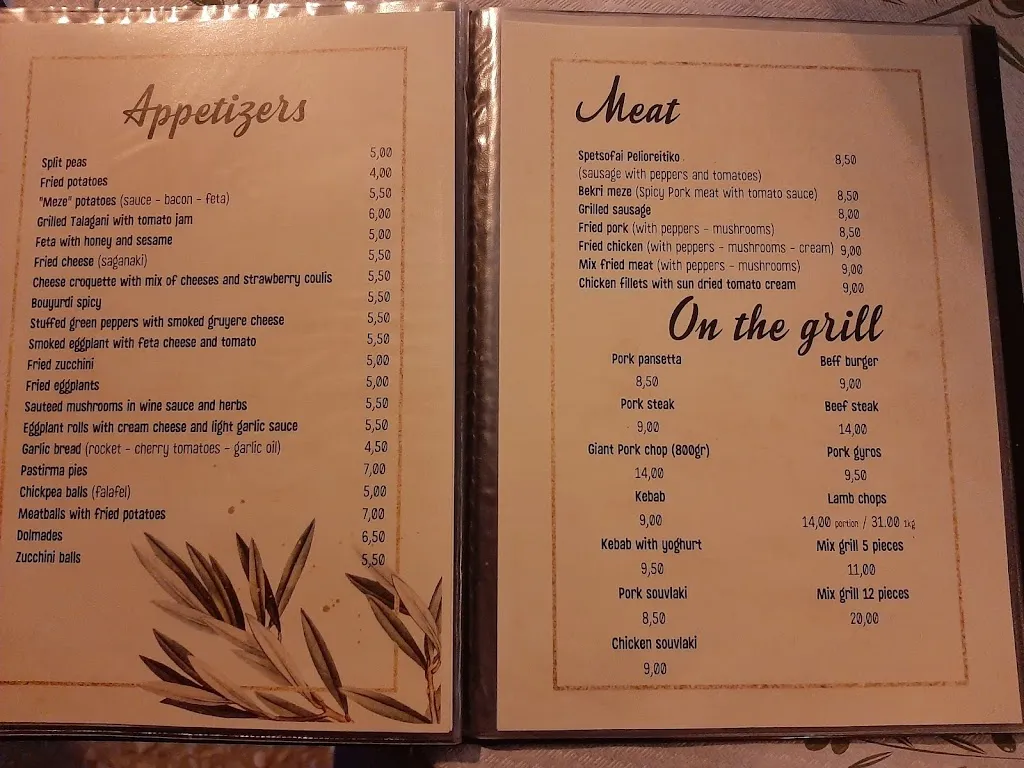 Appetizers
Split peas 5,00
Fried potatoes 4,00
"Meze" potatoes (sauce - bacon - feta) 5,50
Grilled Talagani with tomato jam 6,00
Feta with honey and sesame 5,00
Fried cheese (saganaki) 5,50
Cheese croquette with mix of cheeses and strawberry coulis 5,50
Bouyurdi spicy 5,50
Stuffed green peppers with smoked gruyere cheese 5,50
Smoked eggplant with feta cheese and tomato 5,50
Fried zucchini 5,00
Fried eggplants 5,00
Sauteed mushrooms in wine sauce and herbs 5,50
Eggplant rolls with cream cheese and light garlic sauce 5,50
Garlic bread (rocket - cherry tomatoes - garlic oil) 4,50
Pastirma pies 7,00
Chickpea balls (falafel) 5,00
Meatballs with fried potatoes 7,00
Dolmades 6,50
Zucchini balls 5,50
Meat
Spetsofai Pelioreitiko 8,50
(sausage with peppers and tomatoes)
Bekri meze (Spicy Pork meat with tomato sauce) 8,50
Grilled sausage 8,00
Fried pork (with peppers - mushrooms) 8,50
Fried chicken (with peppers - mushrooms - cream) 9,00
Mix fried meat (with peppers - mushrooms) 9,00
Chicken fillets with sun dried tomato cream 9,00
On the grill
Pork pansetta
8,50
Pork steak
9,00
Giant Pork chop (800gr)
14,00
Kebab
9,00
Kebab with yoghurt
9,50
Pork souvlaki
8,50
Chicken souvlaki
9,00
Beff burger
9,00
Beef steak
14,00
Pork gyros
9,50
Lamb chops
14,00 portion / 31.00 1kg
Mix grill 5 pieces
11,00
Mix grill 12 pieces
20,00